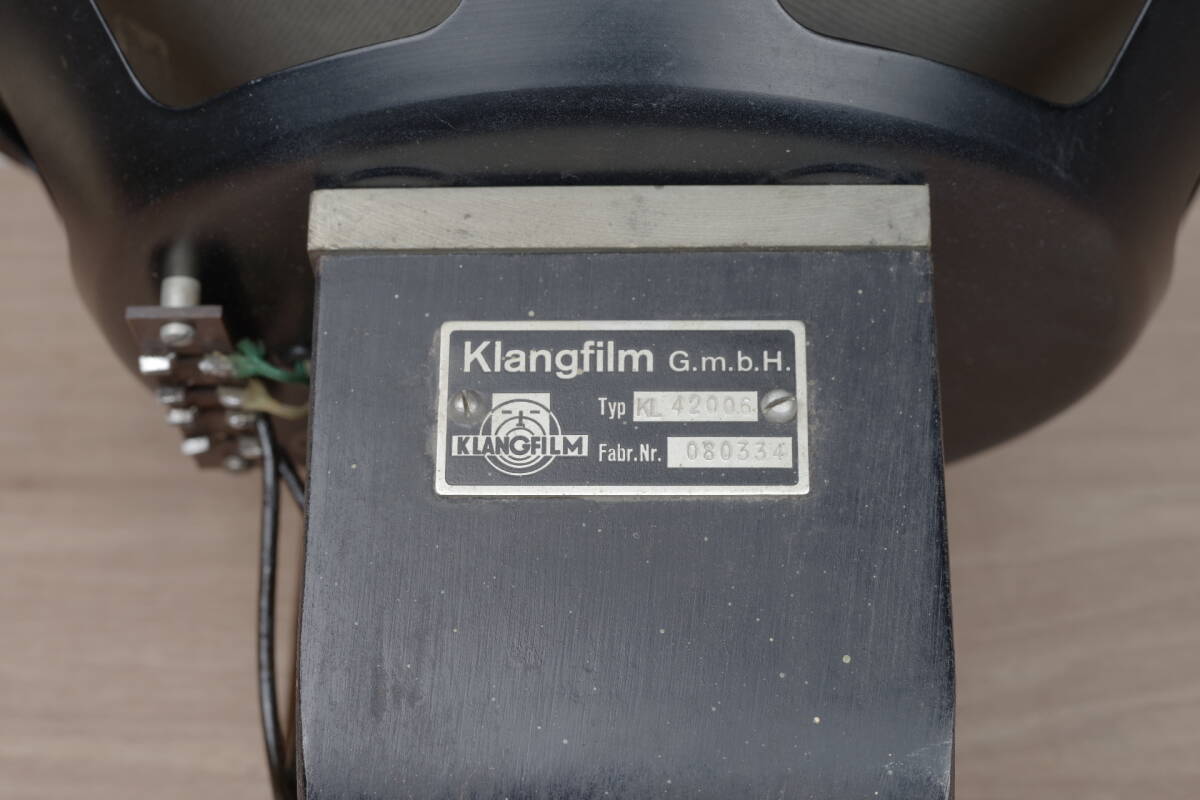 Klangfilm G.m.b.H.
KLANGFILM
Typ KL 42006
Fabr.Nr. 080334